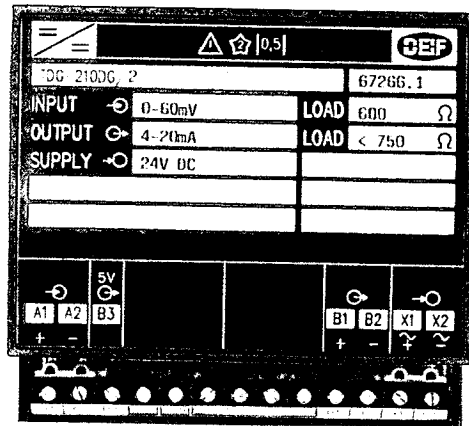 2 0,5 DEIF
TDG 210DG/2 67266.1
INPUT 0-60mV LOAD 600 Ω
OUTPUT 4-20mA LOAD < 750 Ω
SUPPLY 24V DC
5V
A1 A2 B3 B1 B2 X1 X2
+ - + - + -